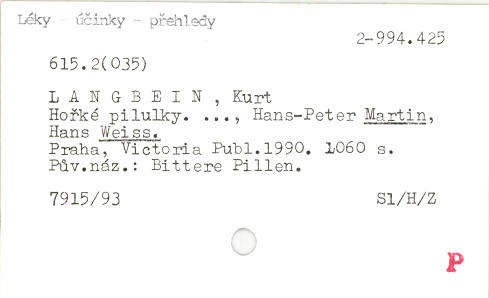 Léky - účinky - přehledy
2-994.425
615.2(035)
L A N G B E I N , Kurt
Hořké pilulky. ..., Hans-Peter Martin,
Hans Weiss.
Praha, Victoria Publ.1990. 1060 s.
Pův.náz.: Bittere Pillen.
7915/93 Sl/H/Z
P